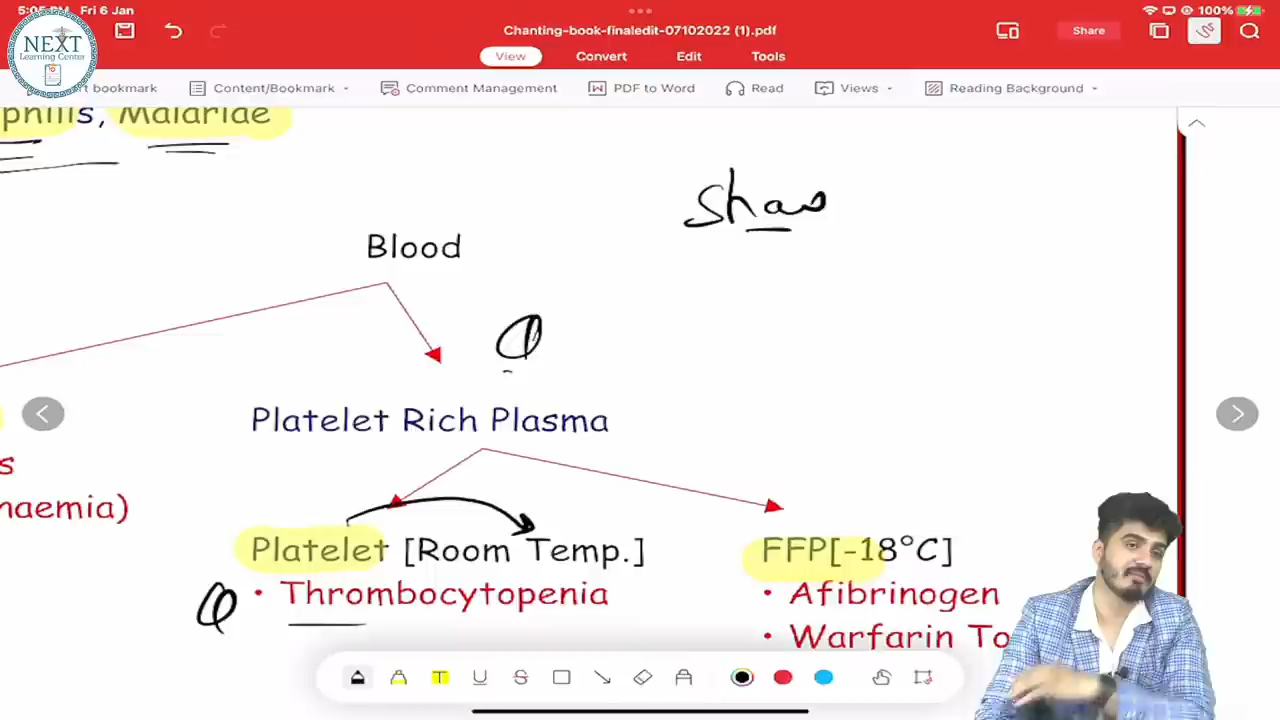 5:05 PM Fri 6 Jan
100%
NEXT
Learning Center
Chanting-book-finaledit-07102022 (1).pdf
Share
View Convert Edit Tools
bookmark Content/Bookmark Comment Management PDF to Word Read Views Reading Background
philis, Malariae
Shas
Blood
Platelet Rich Plasma
s
naemia)
Platelet [Room Temp.]
FFP[-18°C]
• Thrombocytopenia
• Afibrinogen
• Warfarin To
T U S